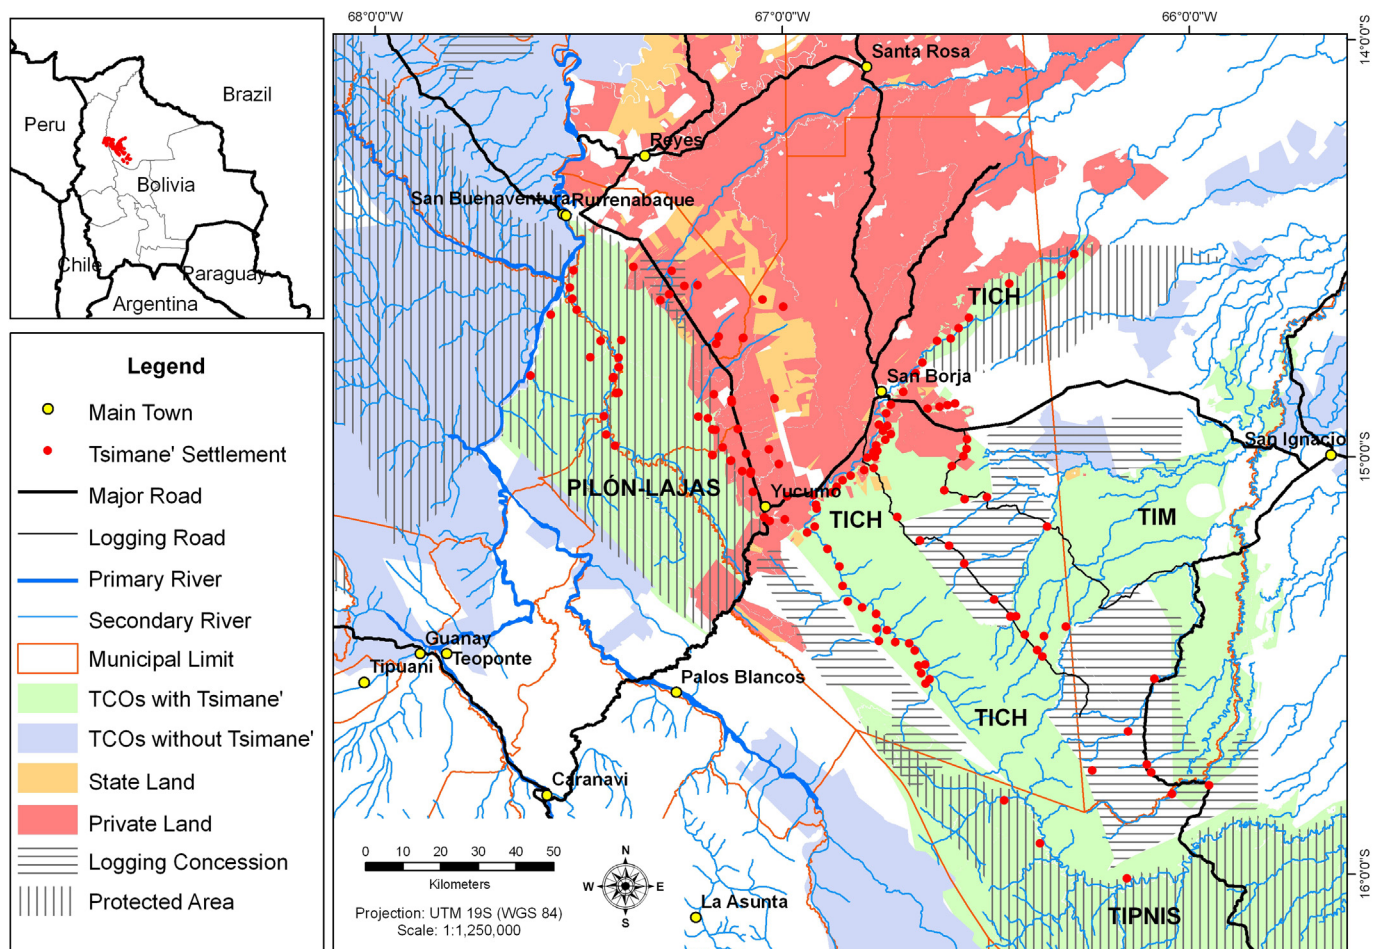 68°0'0"W
67°0'0"W
66°0'0"W
14°0'0"S
15°0'0"S
16°0'0"S
Peru
Brazil
Bolivia
Chile
Paraguay
Argentina
Legend
Main Town
Tsimane' Settlement
Major Road
Logging Road
Primary River
Secondary River
Municipal Limit
TCOs with Tsimane'
TCOs without Tsimane'
State Land
Private Land
Logging Concession
Protected Area
Santa Rosa
Reyes
San Buenaventura
Rurrenabaque
TICH
San Borja
San Ignacio
PILÓN-LAJAS
Yucumo
TICH
TIM
Guanay
Teoponte
Tipuani
Palos Blancos
TICH
Caranavi
La Asunta
TIPNIS
0 10 20 30 40 50
Kilometers
Projection: UTM 19S (WGS 84)
Scale: 1:1,250,000
N
W
E
S